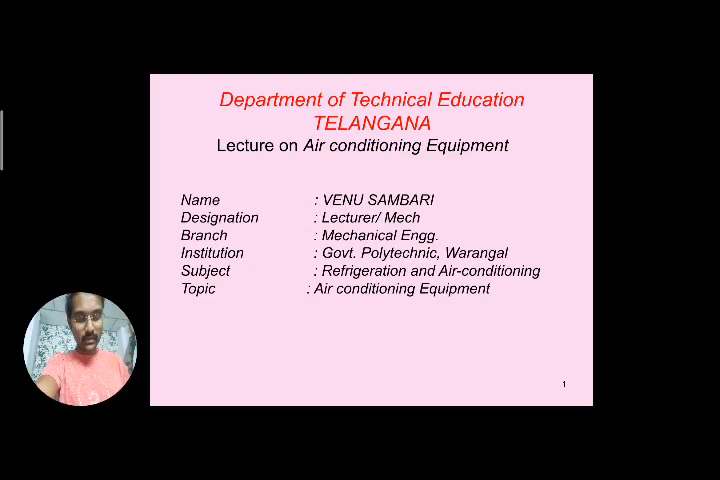 Department of Technical Education
TELANGANA
Lecture on Air conditioning Equipment
Name : VENU SAMBARI
Designation : Lecturer/ Mech
Branch : Mechanical Engg.
Institution : Govt. Polytechnic, Warangal
Subject : Refrigeration and Air-conditioning
Topic : Air conditioning Equipment
1